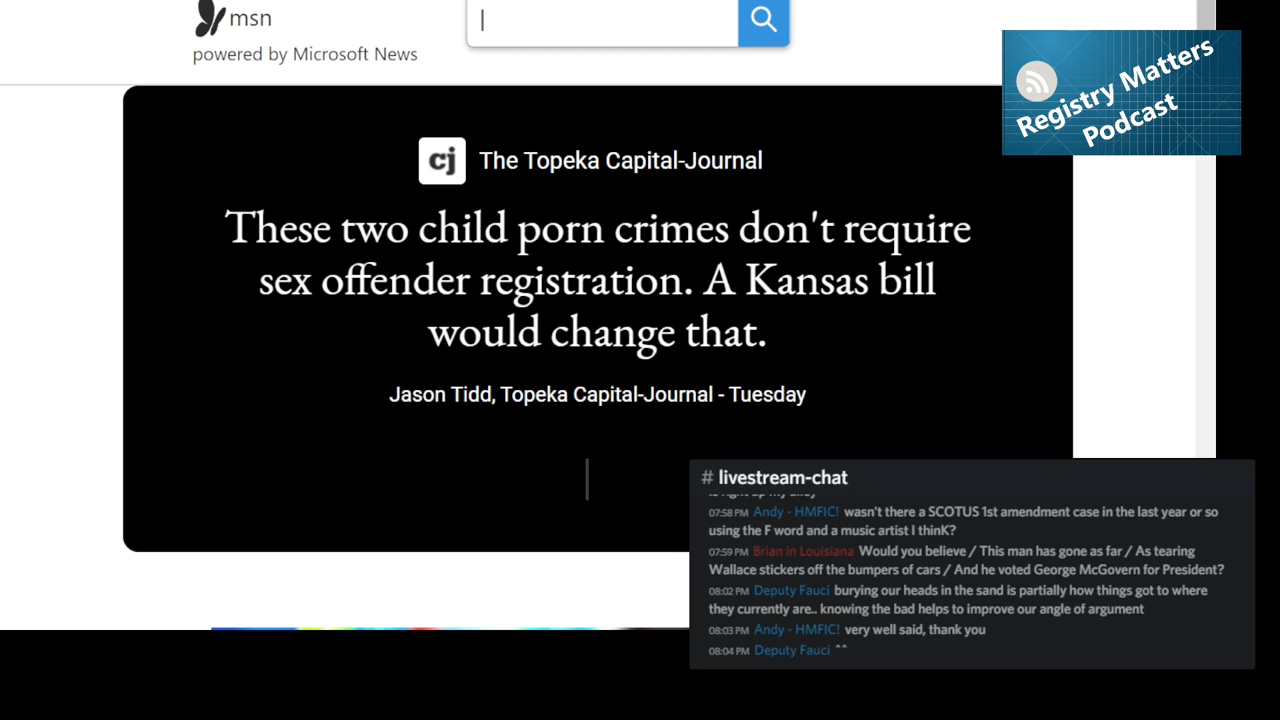 msn
powered by Microsoft News
Registry Matters
Podcast
cj The Topeka Capital-Journal
These two child porn crimes don't require
sex offender registration. A Kansas bill
would change that.
Jason Tidd, Topeka Capital-Journal - Tuesday
# livestream-chat
is right up my alley
07:58 PM Andy - HMFIC! wasn't there a SCOTUS 1st amendment case in the last year or so
using the F word and a music artist I thinK?
07:59 PM Brian in Louisiana Would you believe / This man has gone as far / As tearing
Wallace stickers off the bumpers of cars / And he voted George McGovern for President?
08:02 PM Deputy Fauci burying our heads in the sand is partially how things got to where
they currently are.. knowing the bad helps to improve our angle of argument
08:03 PM Andy - HMFIC! very well said, thank you
08:04 PM Deputy Fauci ^^